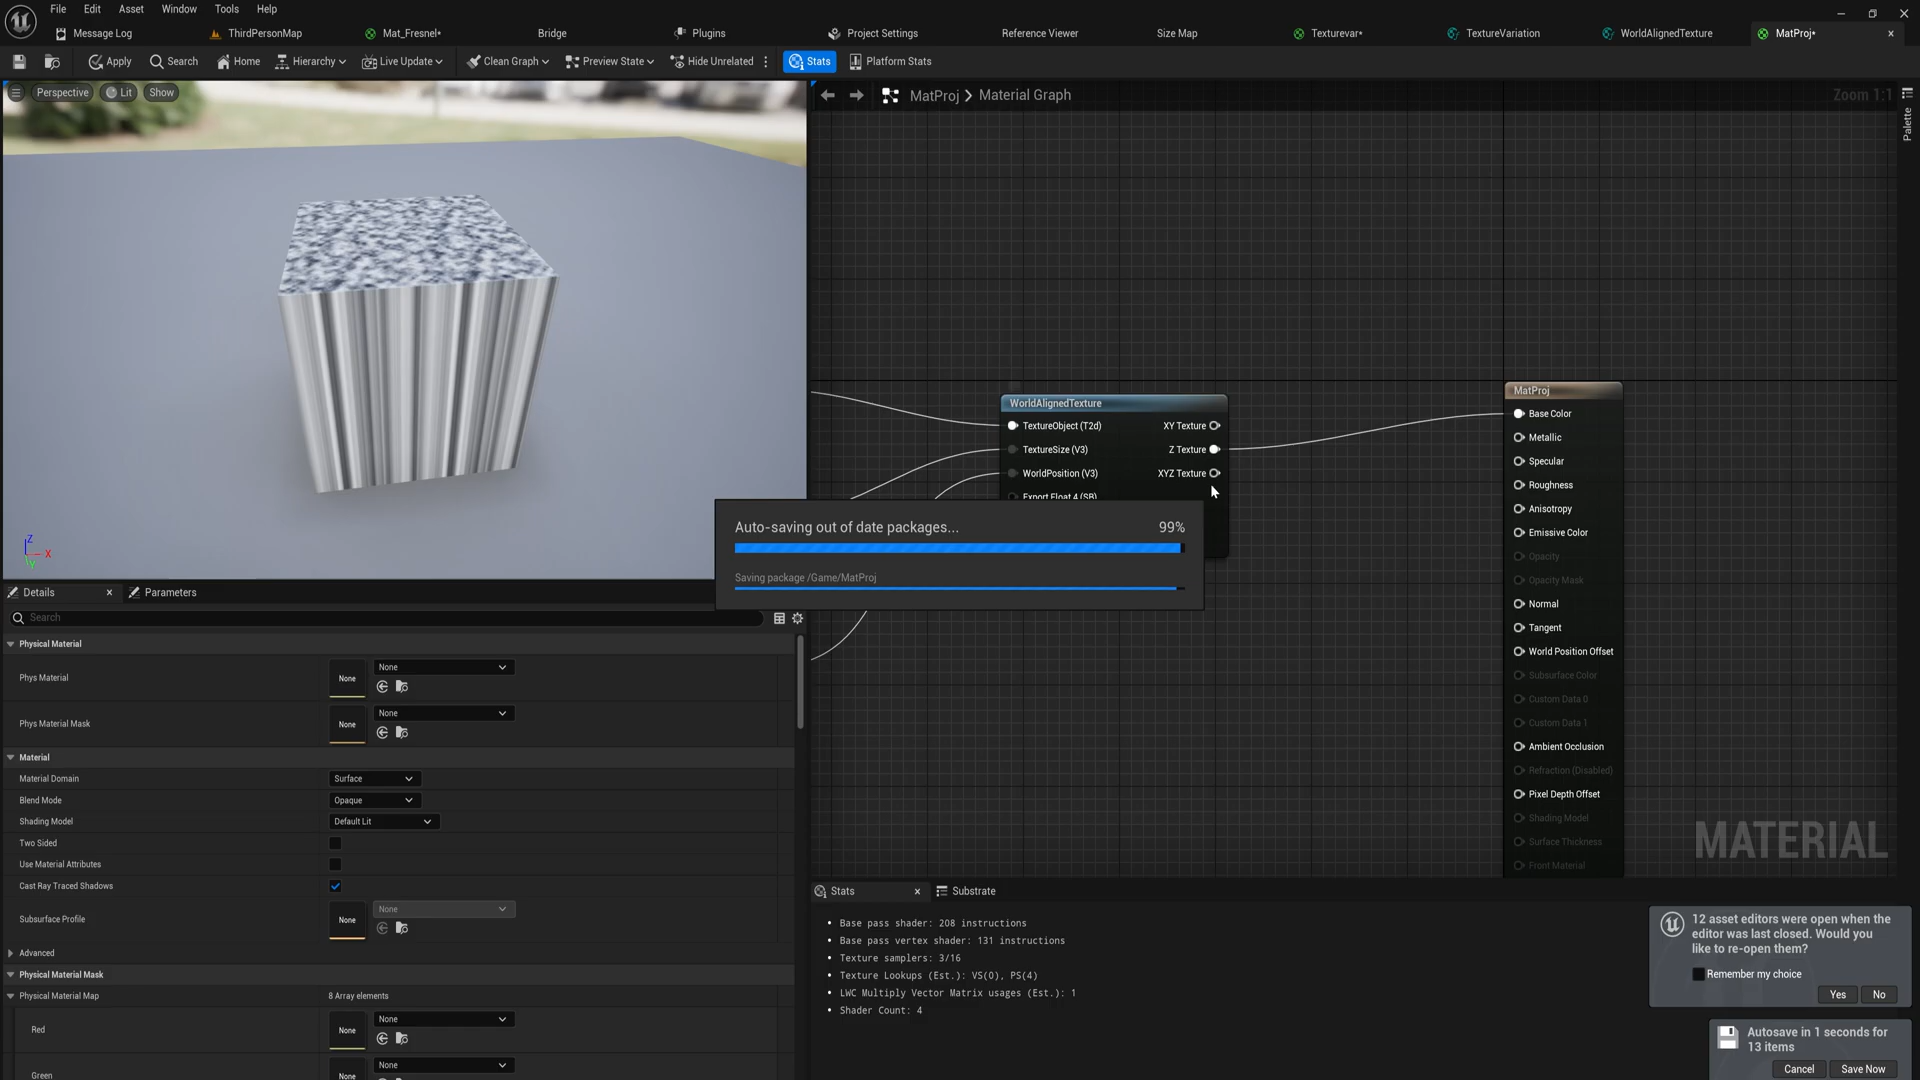 File Edit Asset Window Tools Help
Message Log ThirdPersonMap Mat_Fresnel* Bridge Plugins Project Settings Reference Viewer Size Map Texturevar* TextureVariation WorldAlignedTexture MatProj*
Apply Search Home Hierarchy Live Update Clean Graph Preview State Hide Unrelated Stats Platform Stats
Perspective Lit Show
MatProj Material Graph
Zoom 1:1
Palette
WorldAlignedTexture
TextureObject (T2d) XY Texture
TextureSize (V3) Z Texture
WorldPosition (V3) XYZ Texture
Export Float 4 (SB)
MatProj
Base Color
Metallic
Specular
Roughness
Anisotropy
Emissive Color
Opacity
Opacity Mask
Normal
Tangent
World Position Offset
Subsurface Color
Custom Data 0
Custom Data 1
Ambient Occlusion
Refraction (Disabled)
Pixel Depth Offset
Shading Model
Surface Thickness
Front Material
MATERIAL
Auto-saving out of date packages... 99%
Saving package /Game/MatProj
Z
X
Y
Details Parameters
Search
Physical Material
Phys Material None None
Phys Material Mask None None
Material
Material Domain Surface
Blend Mode Opaque
Shading Model Default Lit
Two Sided
Use Material Attributes
Cast Ray Traced Shadows
Subsurface Profile None None
Advanced
Physical Material Mask
Physical Material Map 8 Array elements
Red None None
Green None None
Stats Substrate
Base pass shader: 208 instructions
Base pass vertex shader: 131 instructions
Texture samplers: 3/16
Texture Lookups (Est.): VS(0), PS(4)
LWC Multiply Vector Matrix usages (Est.): 1
Shader Count: 4
12 asset editors were open when the
editor was last closed. Would you
like to re-open them?
Remember my choice
Yes No
Autosave in 1 seconds for
13 items
Cancel Save Now